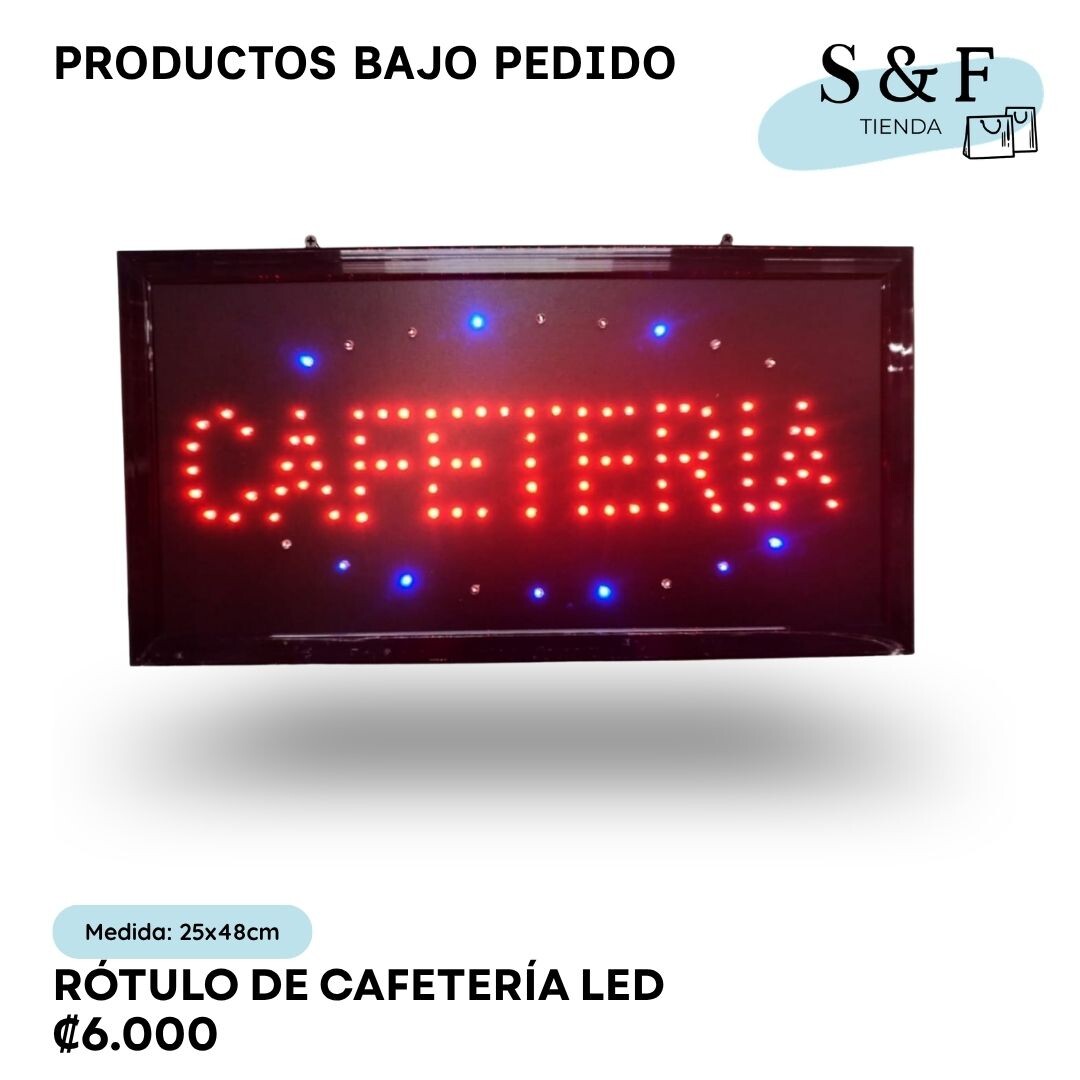 PRODUCTOS BAJO PEDIDO
S & F
TIENDA
CAFETERIA
Medida: 25x48cm
RÓTULO DE CAFETERÍA LED
₡6.000